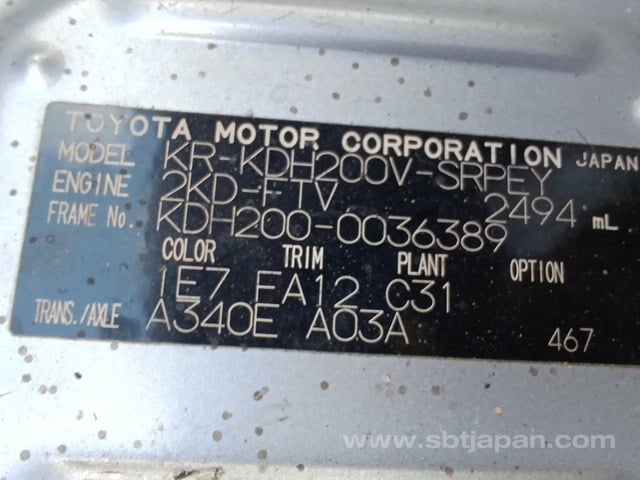 TOYOTA MOTOR CORPORATION JAPAN
MODEL KR-KDH200V-SRPEY
ENGINE 2KD-FTV 2494 mL
FRAME No. KDH200-0036389
COLOR TRIM PLANT OPTION
1E7 FA12 C31
TRANS./AXLE A340E A03A 467
www.sbtjapan.com